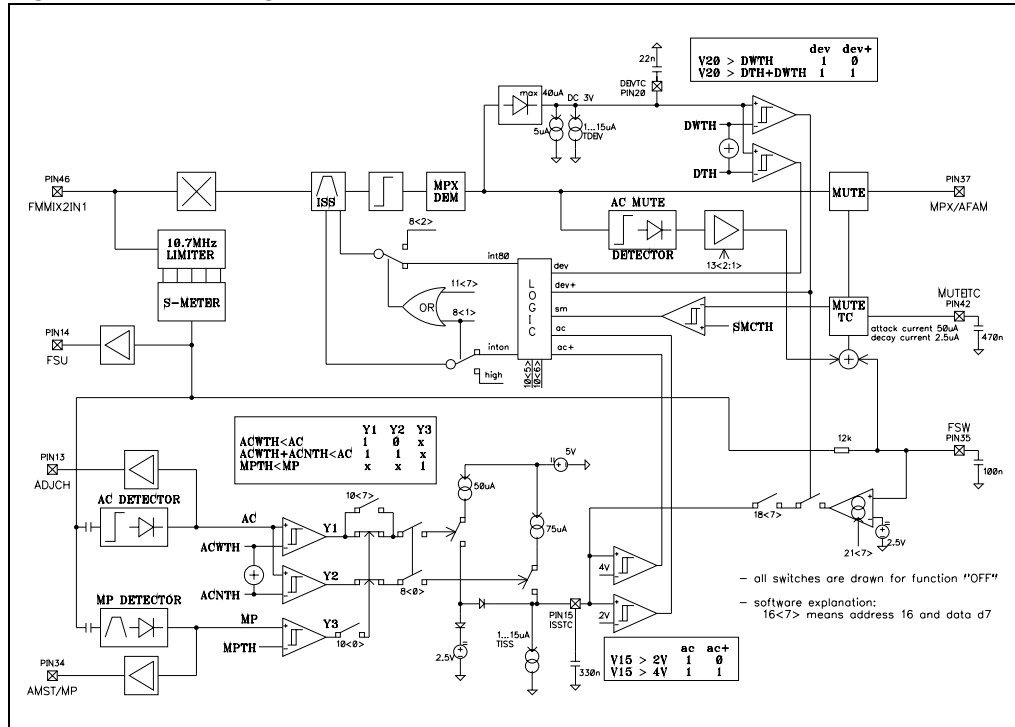 dev dev+
V20 > DWTH 1 0
V20 > DTH+DWTH 1 1
22n
DEVTC
PIN20
max 40uA
DC 3V
5uA
1...15uA
TDEV
DWTH
DTH
PIN46
FMMIX2IN1
ISS
MPX
DEM
MUTE
PIN37
MPX/AFAM
AC MUTE
DETECTOR
13<2:1>
10.7MHz
LIMITER
S-METER
8<2>
int80
11<7>
8<1>
OR
inton
high
LOGIC
dev
dev+
sm
ac
ac+
10<5>
10<6>
SMCTH
MUTE
TC
MUTETC
PIN42
attack current 50uA
decay current 2.5uA
470n
PIN14
FSU
Y1 Y2 Y3
ACWTH<AC 1 0 x
ACWTH+ACNTH<AC 1 1 x
MPTH<MP x x 1
12k
FSW
PIN35
100n
PIN13
ADJCH
AC DETECTOR
AC
ACWTH
ACNTH
Y1
Y2
10<7>
8<0>
50uA
5V
75uA
18<7>
21<7>
2.5V
4V
2V
MP DETECTOR
MP
MPTH
Y3
10<0>
2.5V
1...15uA
TISS
PIN15
ISSTC
330n
PIN34
AMST/MP
ac ac+
V15 > 2V 1 0
V15 > 4V 1 1
– all switches are drawn for function "OFF"
– software explanation:
16<7> means address 16 and data d7